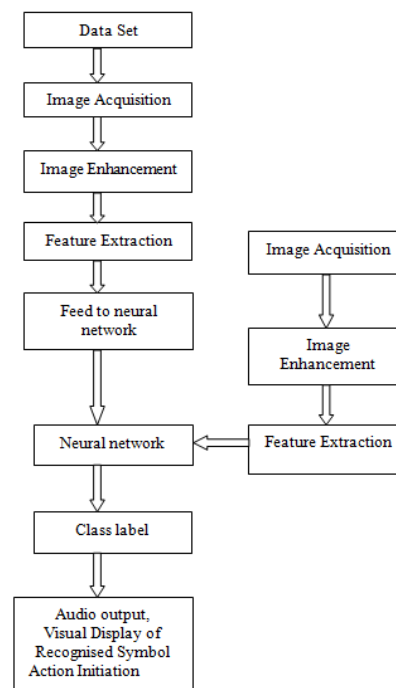 Data Set
Image Acquisition
Image Enhancement
Feature Extraction
Feed to neural
network
Neural network
Class label
Audio output,
Visual Display of
Recognised Symbol
Action Initiation
Image Acquisition
Image
Enhancement
Feature Extraction